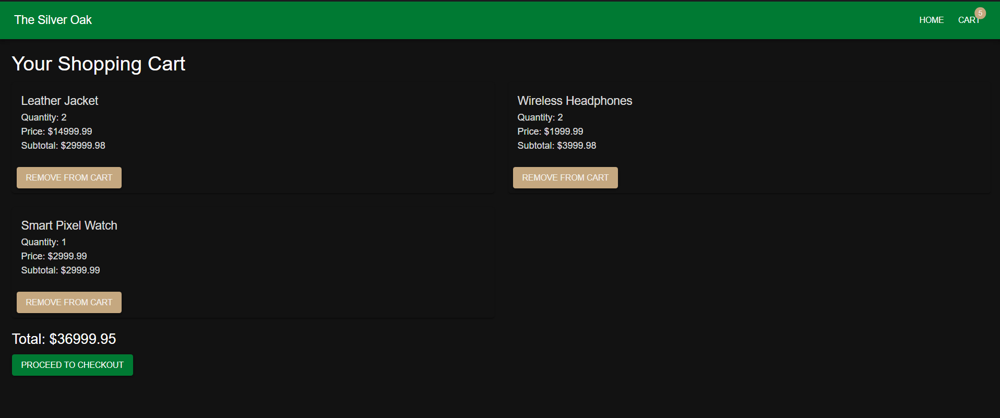 The Silver Oak
HOME
CART
5
Your Shopping Cart
Leather Jacket
Quantity: 2
Price: $14999.99
Subtotal: $29999.98
REMOVE FROM CART
Wireless Headphones
Quantity: 2
Price: $1999.99
Subtotal: $3999.98
REMOVE FROM CART
Smart Pixel Watch
Quantity: 1
Price: $2999.99
Subtotal: $2999.99
REMOVE FROM CART
Total: $36999.95
PROCEED TO CHECKOUT